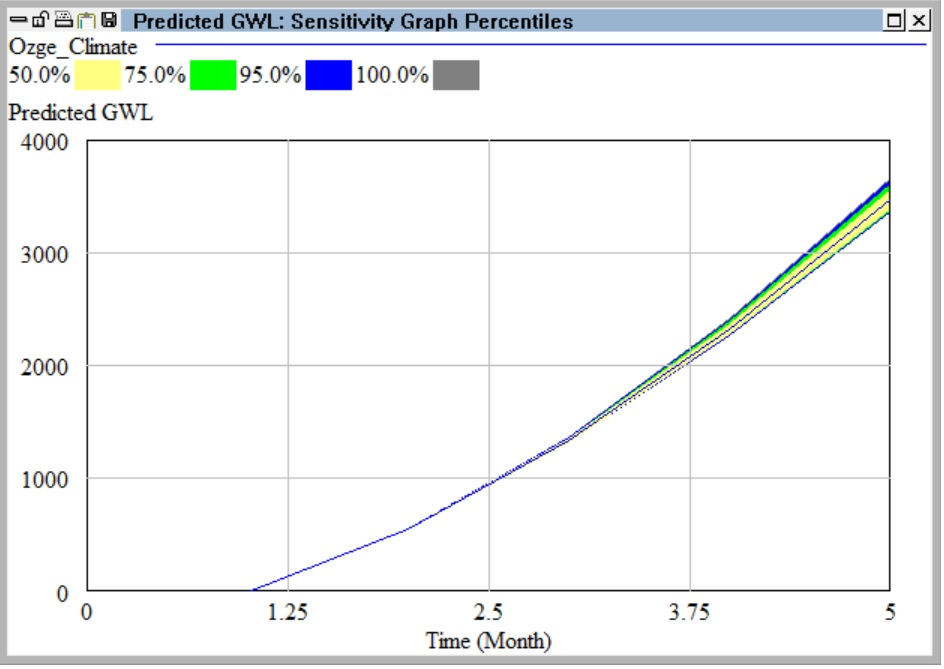 Predicted GWL: Sensitivity Graph Percentiles
Ozge_Climate
50.0% 75.0% 95.0% 100.0%
Predicted GWL
4000
3000
2000
1000
0
0 1.25 2.5 3.75 5
Time (Month)